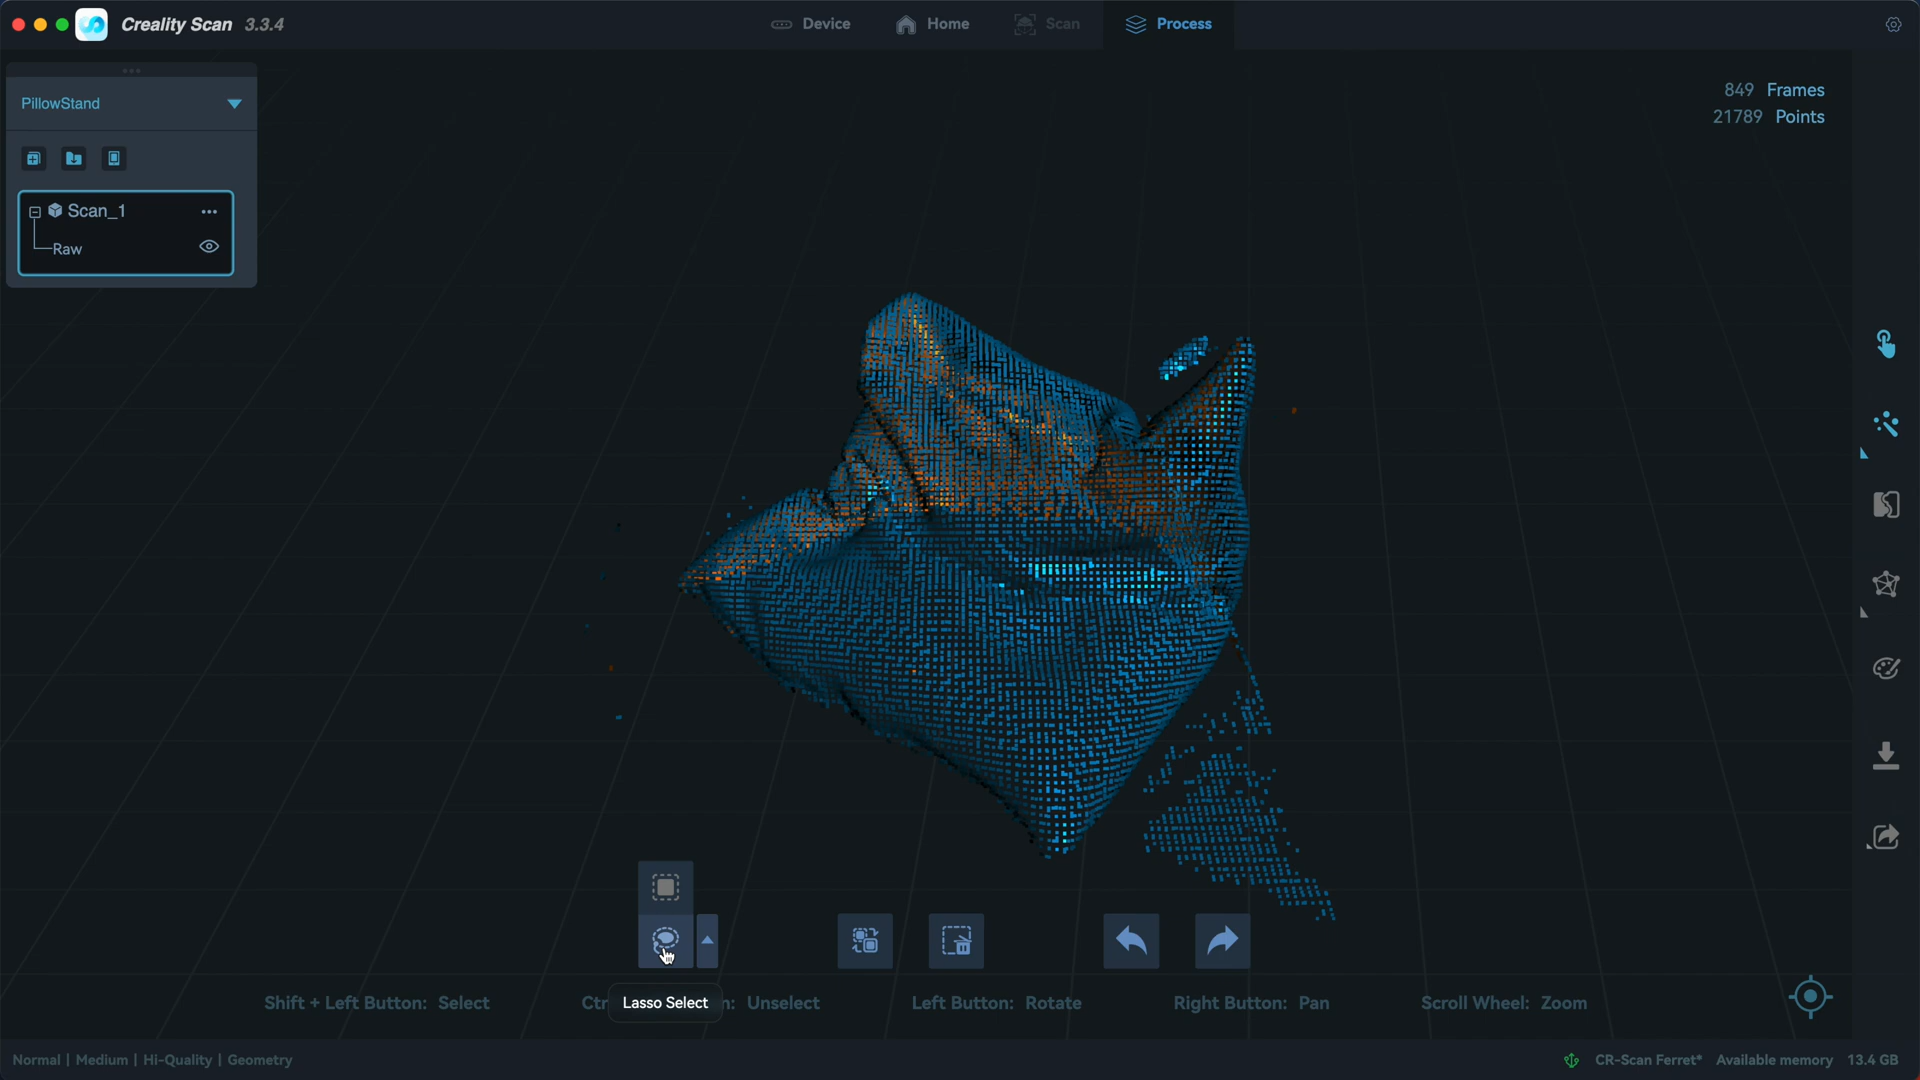 Creality Scan 3.3.4
Device
Home
Scan
Process
PillowStand
849 Frames
21789 Points
Scan_1
Raw
Shift + Left Button: Select
Ctr
n: Unselect
Lasso Select
Left Button: Rotate
Right Button: Pan
Scroll Wheel: Zoom
Normal | Medium | Hi-Quality | Geometry
CR-Scan Ferret* Available memory 13.4 GB